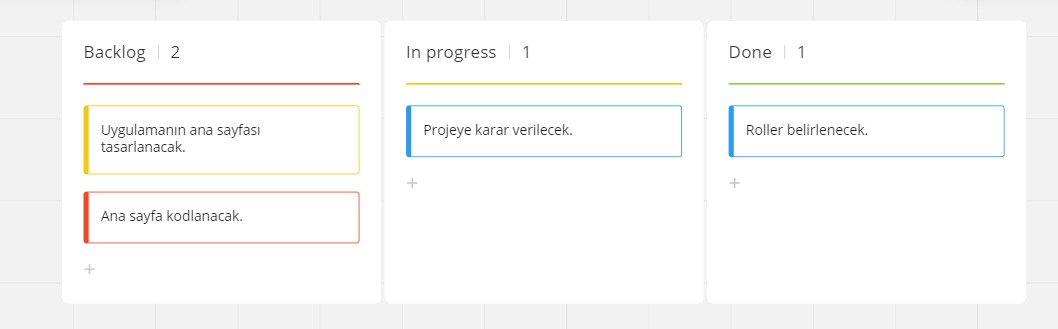 Backlog | 2
Uygulamanın ana sayfası
tasarlanacak.
Ana sayfa kodlanacak.
In progress | 1
Projeye karar verilecek.
Done | 1
Roller belirlenecek.